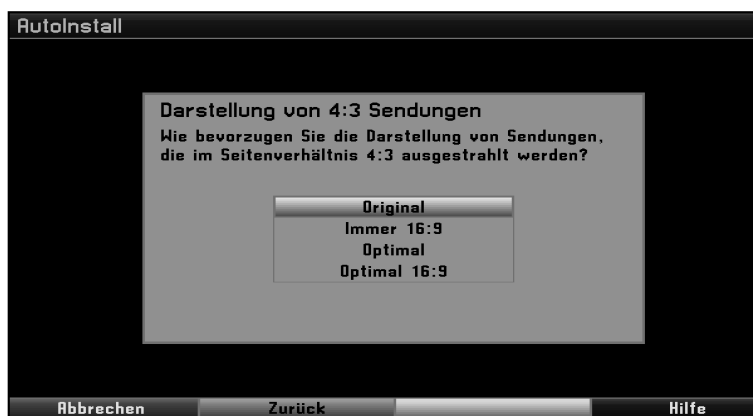 AutoInstall
Darstellung von 4:3 Sendungen
Wie bevorzugen Sie die Darstellung von Sendungen,
die im Seitenverhältnis 4:3 ausgestrahlt werden?
Original
Immer 16:9
Optimal
Optimal 16:9
Abbrechen Zurück Hilfe